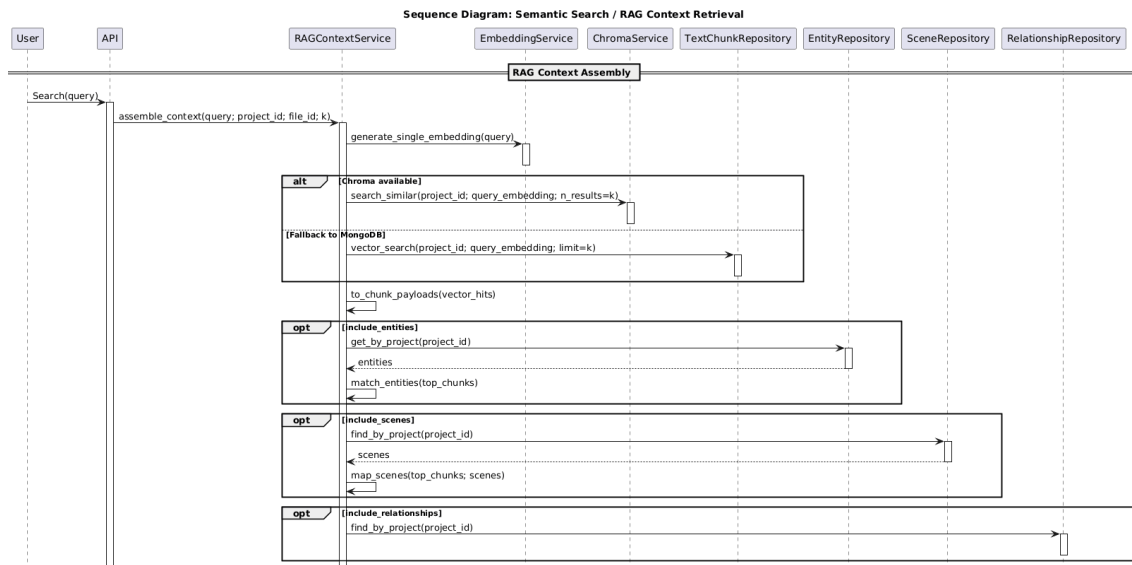 Sequence Diagram: Semantic Search / RAG Context Retrieval
User
API
RAGContextService
EmbeddingService
ChromaService
TextChunkRepository
EntityRepository
SceneRepository
RelationshipRepository
RAG Context Assembly
Search(query)
assemble_context(query; project_id; file_id; k)
generate_single_embedding(query)
alt
[Chroma available]
search_similar(project_id; query_embedding; n_results=k)
[Fallback to MongoDB]
vector_search(project_id; query_embedding; limit=k)
to_chunk_payloads(vector_hits)
opt
[include_entities]
get_by_project(project_id)
entities
match_entities(top_chunks)
opt
[include_scenes]
find_by_project(project_id)
scenes
map_scenes(top_chunks; scenes)
opt
[include_relationships]
find_by_project(project_id)